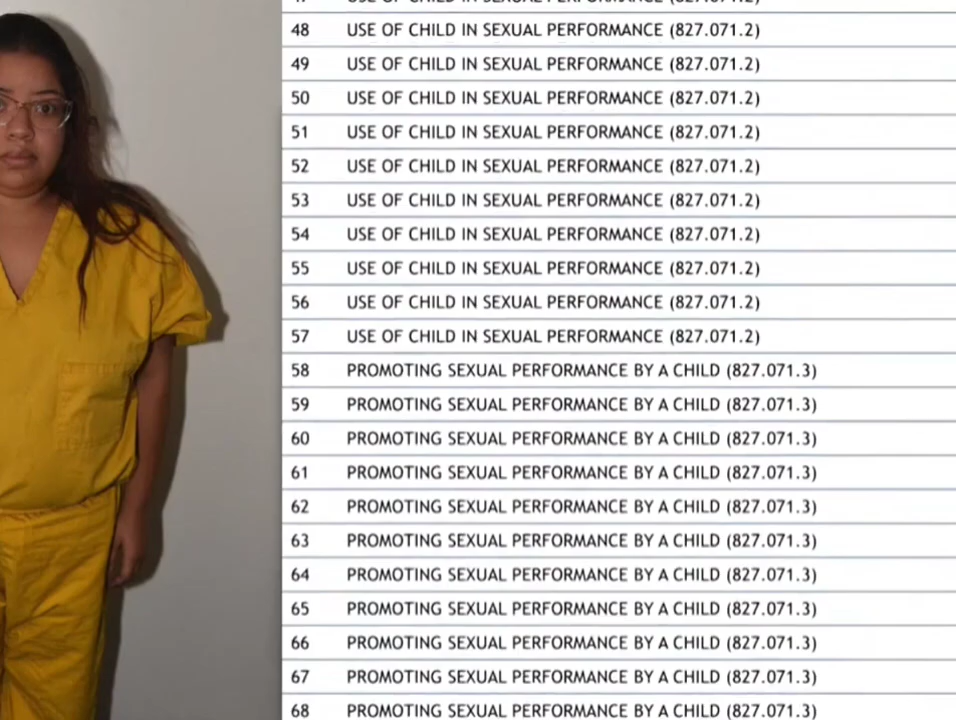 48 USE OF CHILD IN SEXUAL PERFORMANCE (827.071.2)
49 USE OF CHILD IN SEXUAL PERFORMANCE (827.071.2)
50 USE OF CHILD IN SEXUAL PERFORMANCE (827.071.2)
51 USE OF CHILD IN SEXUAL PERFORMANCE (827.071.2)
52 USE OF CHILD IN SEXUAL PERFORMANCE (827.071.2)
53 USE OF CHILD IN SEXUAL PERFORMANCE (827.071.2)
54 USE OF CHILD IN SEXUAL PERFORMANCE (827.071.2)
55 USE OF CHILD IN SEXUAL PERFORMANCE (827.071.2)
56 USE OF CHILD IN SEXUAL PERFORMANCE (827.071.2)
57 USE OF CHILD IN SEXUAL PERFORMANCE (827.071.2)
58 PROMOTING SEXUAL PERFORMANCE BY A CHILD (827.071.3)
59 PROMOTING SEXUAL PERFORMANCE BY A CHILD (827.071.3)
60 PROMOTING SEXUAL PERFORMANCE BY A CHILD (827.071.3)
61 PROMOTING SEXUAL PERFORMANCE BY A CHILD (827.071.3)
62 PROMOTING SEXUAL PERFORMANCE BY A CHILD (827.071.3)
63 PROMOTING SEXUAL PERFORMANCE BY A CHILD (827.071.3)
64 PROMOTING SEXUAL PERFORMANCE BY A CHILD (827.071.3)
65 PROMOTING SEXUAL PERFORMANCE BY A CHILD (827.071.3)
66 PROMOTING SEXUAL PERFORMANCE BY A CHILD (827.071.3)
67 PROMOTING SEXUAL PERFORMANCE BY A CHILD (827.071.3)
68 PROMOTING SEXUAL PERFORMANCE BY A CHILD (827.071.3)